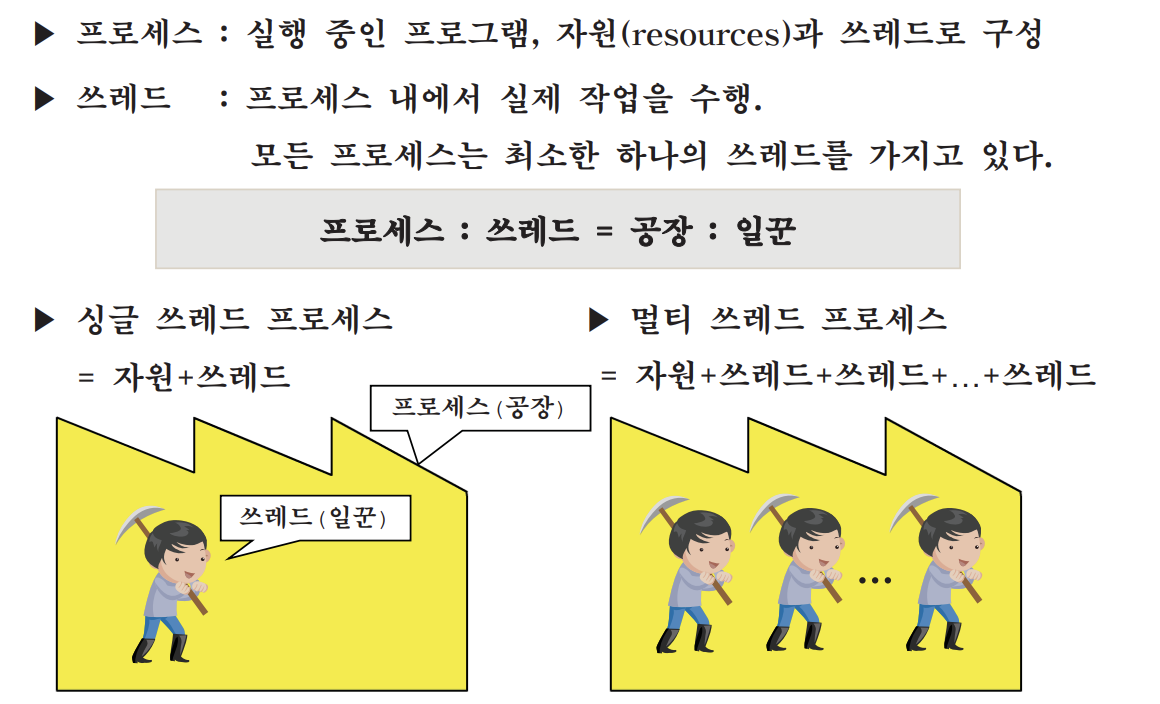 ▶ 프로세스 : 실행 중인 프로그램, 자원(resources)과 쓰레드로 구성
▶ 쓰레드 : 프로세스 내에서 실제 작업을 수행.
모든 프로세스는 최소한 하나의 쓰레드를 가지고 있다.
프로세스 : 쓰레드 = 공장 : 일꾼
▶ 싱글 쓰레드 프로세스
= 자원+쓰레드
프로세스(공장)
쓰레드(일꾼)
▶ 멀티 쓰레드 프로세스
= 자원+쓰레드+쓰레드+…+쓰레드
…